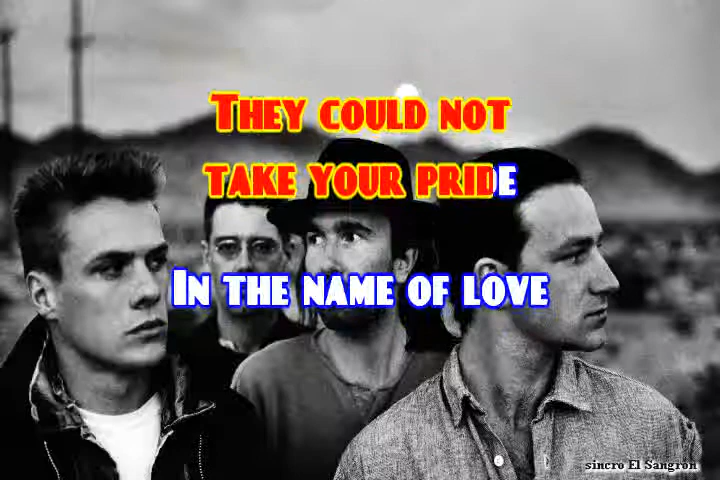 They could not
take your pride
In the name of love
sincro El Sangron